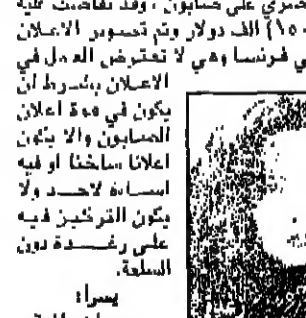 على صابون ، وقد تقاضت عليه
١٥٠) الف دولار وتم تصوير الاعلان
في فرنسا وهي لا تعترض العمل في
الاعلان بشرط ان
يكون في قوة اعلان
الصابون والا يكون
اعلانا ساخنا او فيه
اساءة لاحد ولا
يكون التركيز فيه
على رغدة دون
السلعة.
يسرا: